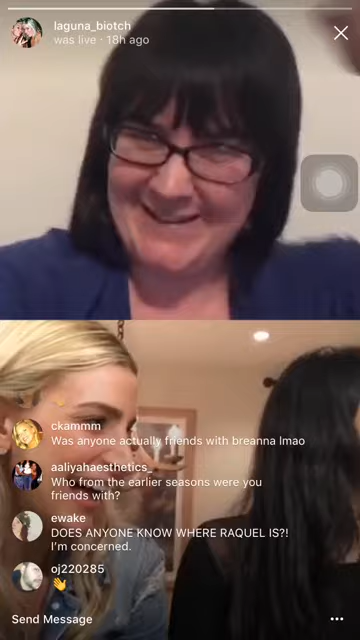 laguna_biotch
was live · 18h ago
ckammm
Was anyone actually friends with breanna lmao
aaliyahaesthetics_
Who from the earlier seasons were you
friends with?
ewake
DOES ANYONE KNOW WHERE RAQUEL IS?!
I'm concerned.
oj220285
👋
Send Message